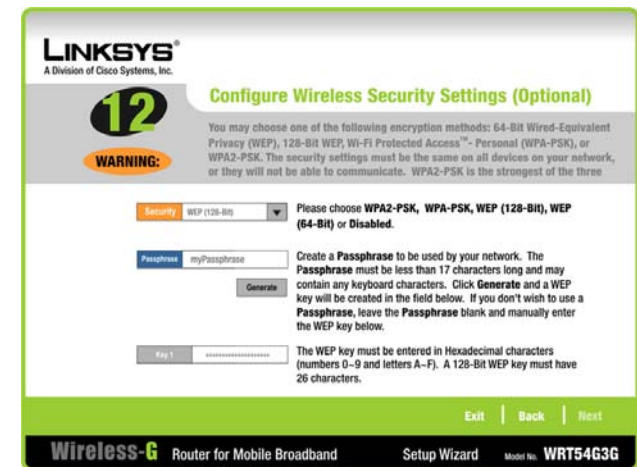 LINKSYS®
A Division of Cisco Systems, Inc.
12
WARNING:
Configure Wireless Security Settings (Optional)
You may choose one of the following encryption methods: 64-Bit Wired-Equivalent
Privacy (WEP), 128-Bit WEP, Wi-Fi Protected Access™- Personal (WPA-PSK), or
WPA2-PSK. The security settings must be the same on all devices on your network,
or they will not be able to communicate. WPA2-PSK is the strongest of the three
Security WEP (128-Bit)
Please choose WPA2-PSK, WPA-PSK, WEP (128-Bit), WEP
(64-Bit) or Disabled.
Passphrase myPassphrase
Generate
Create a Passphrase to be used by your network. The
Passphrase must be less than 17 characters long and may
contain any keyboard characters. Click Generate and a WEP
key will be created in the field below. If you don't wish to use a
Passphrase, leave the Passphrase blank and manually enter
the WEP key below.
Key 1
The WEP key must be entered in Hexadecimal characters
(numbers 0~9 and letters A~F). A 128-Bit WEP key must have
26 characters.
Exit | Back | Next
Wireless-G Router for Mobile Broadband Setup Wizard Model No. WRT54G3G